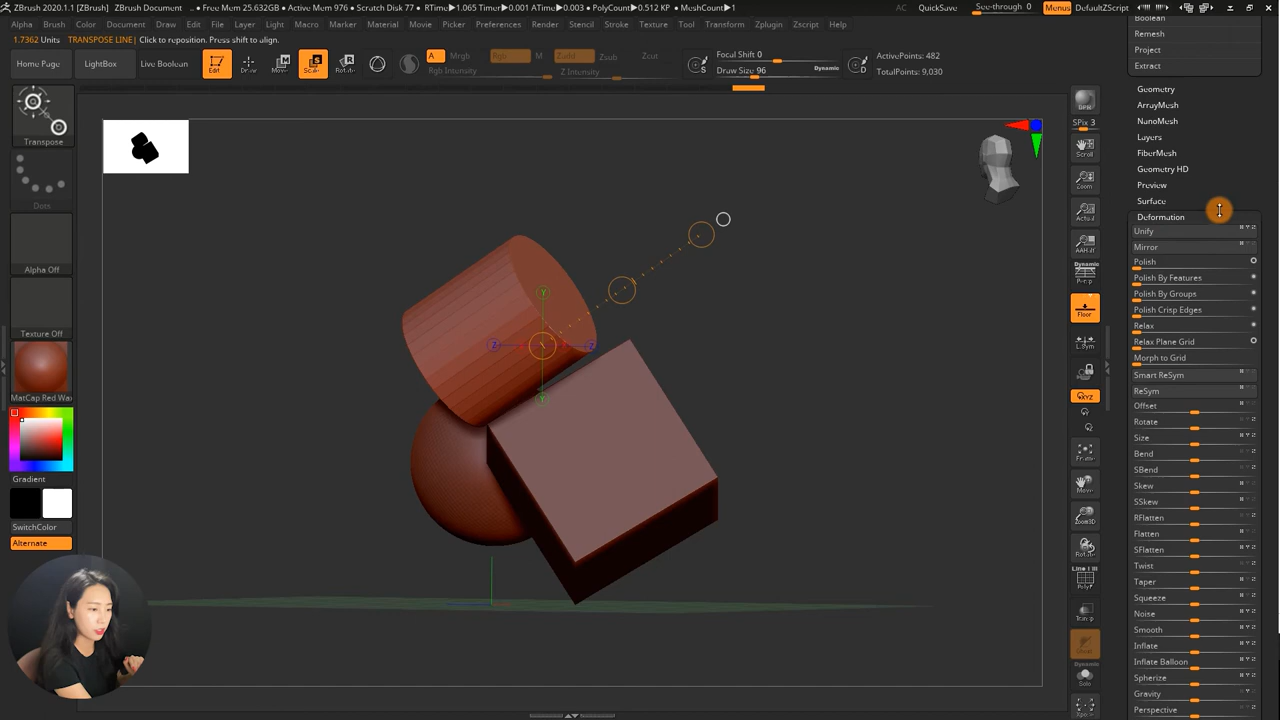 ZBrush 2020.1.1 [ZBrush] ZBrush Document . Free Mem 25.632GB • Active Mem 976 • Scratch Disk 77 • RTime▶1.065 Timer▶0.001 ATime▶0.003 • PolyCount▶0.512 KP • MeshCount▶1 AC QuickSave See-through 0 Menus DefaultZScript
Alpha Brush Color Document Draw Edit File Layer Light Macro Marker Material Movie Picker Preferences Render Stencil Stroke Texture Tool Transform Zplugin Zscript
1.7362 Units TRANSPOSE LINE| Click to reposition. Press shift to align.
Home Page LightBox Live Boolean Edit Draw A Mrgb Rgb M Rgb Intensity Zsub Zcut Z Intensity Focal Shift 0 Draw Size 96 Dynamic ActivePoints: 482 TotalPoints: 9,030
Transpose
Dots
Alpha Off
Texture Off
MatCap Red Wax
Gradient
SwitchColor
Alternate
Y
Z
Y
SPix 3
Scroll
Zoom
Actual
AAHalf
Dynamic
Persp
Floor
L.Sym
XYZ
Frame
Move
Zoom3D
Rotate
Line Fill
PolyF
Transp
Dynamic
Solo
Xpose
Boolean
Remesh
Project
Extract
Geometry
ArrayMesh
NanoMesh
Layers
FiberMesh
Geometry HD
Preview
Surface
Deformation
Unify
Mirror
Polish
Polish By Features
Polish By Groups
Polish Crisp Edges
Relax
Relax Plane Grid
Morph to Grid
Smart ReSym
ReSym
Offset
Rotate
Size
Bend
SBend
Skew
SSkew
RFlatten
Flatten
SFlatten
Twist
Taper
Squeeze
Noise
Smooth
Inflate
Inflate Balloon
Spherize
Gravity
Perspective